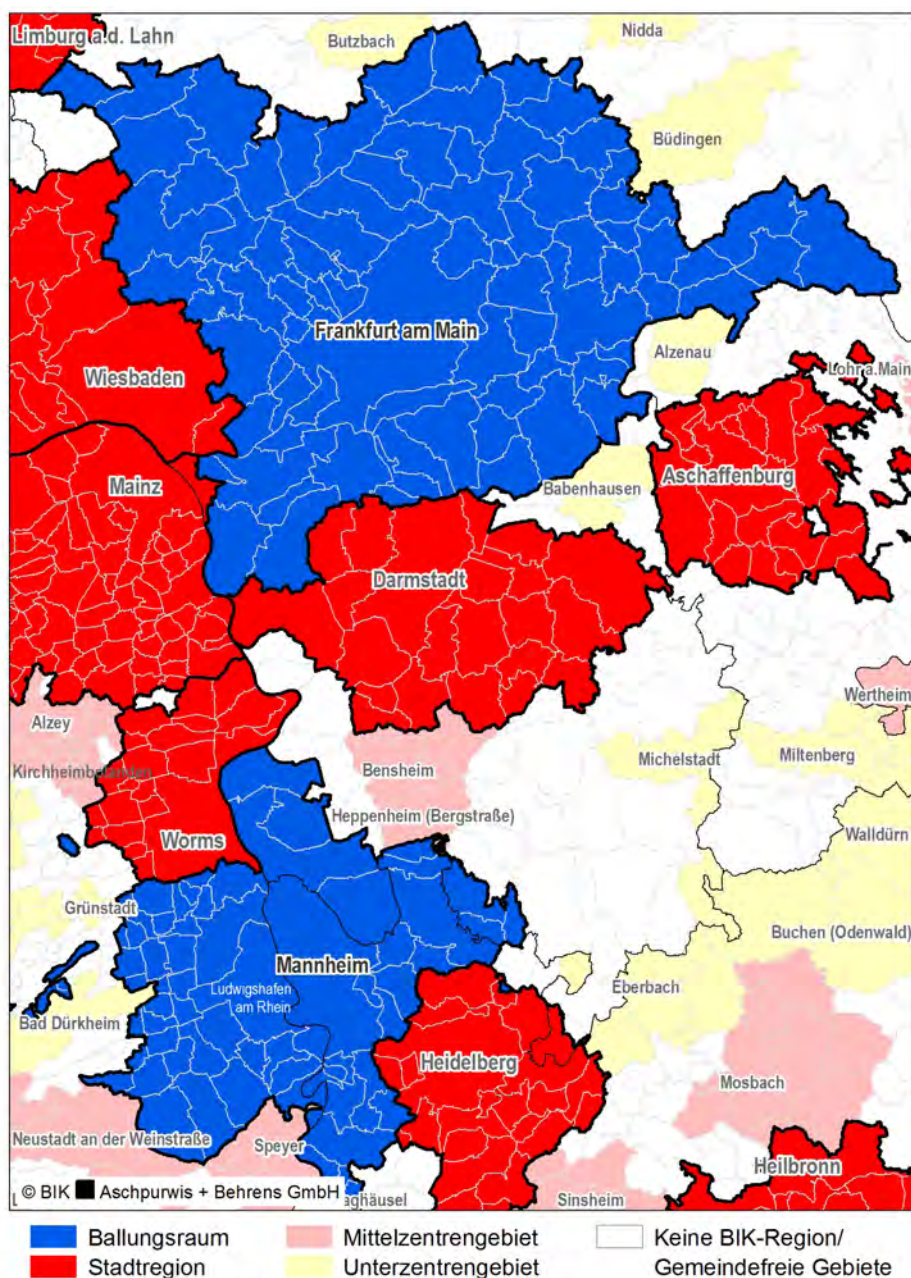 Limburg a.d. Lahn
Butzbach
Nidda
Büdingen
Frankfurt am Main
Alzenau
Lohr a.Main
Wiesbaden
Mainz
Babenhausen
Aschaffenburg
Darmstadt
Wertheim
Alzey
Kirchheimbolanden
Bensheim
Michelstadt
Miltenberg
Heppenheim (Bergstraße)
Worms
Walldürn
Grünstadt
Buchen (Odenwald)
Mannheim
Ludwigshafen
am Rhein
Eberbach
Bad Dürkheim
Heidelberg
Mosbach
Neustadt an der Weinstraße
Speyer
Heilbronn
© BIK Aschpurwis + Behrens GmbH
Sinsheim
Ballungsraum
Mittelzentrengebiet
Keine BIK-Region/
Stadtregion
Unterzentrengebiet
Gemeindefreie Gebiete